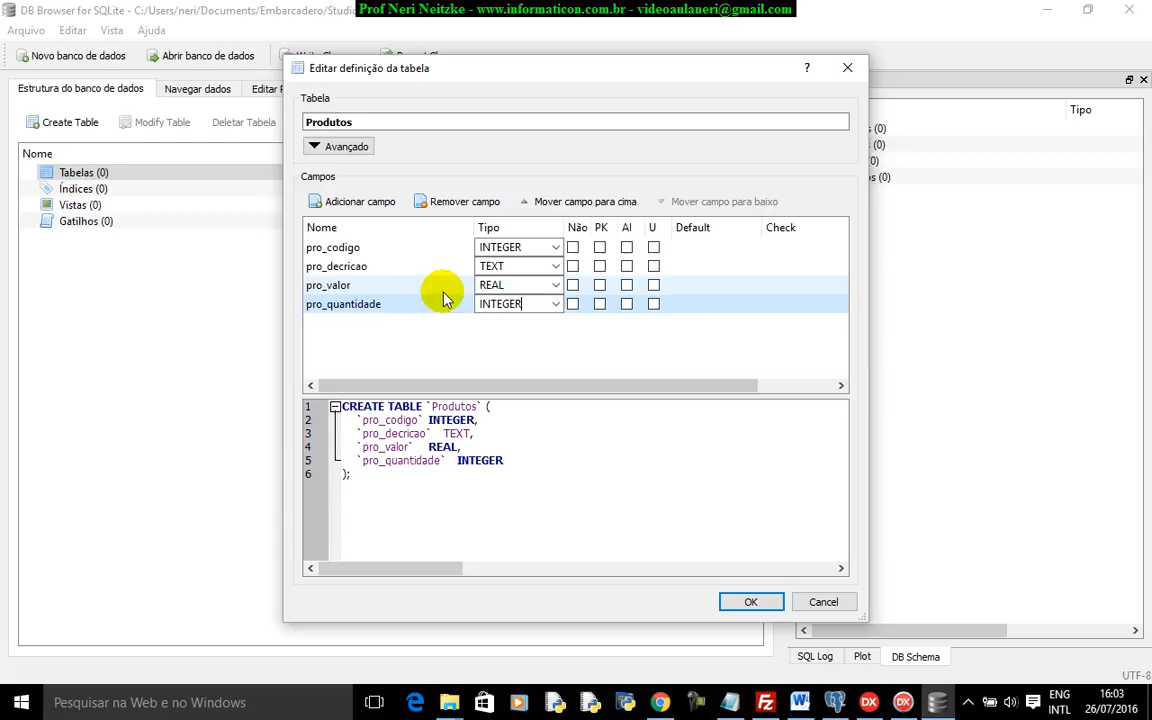 DB Browser for SQLite - C:/Users/neri/Documents/Embarcadero/Studi
Prof Neri Neitzke - www.informaticon.com.br - videoaulaneri@gmail.com
Arquivo Editar Vista Ajuda
Novo banco de dados Abrir banco de dados
Estrutura do banco de dados Navegar dados Editar
Create Table Modify Table Deletar Tabela
Nome
Tabelas (0)
Índices (0)
Vistas (0)
Gatilhos (0)
Editar definição da tabela
?
Tabela
Produtos
Avançado
Campos
Adicionar campo Remover campo Mover campo para cima Mover campo para baixo
Nome Tipo Não PK AI U Default Check
pro_codigo INTEGER
pro_decricao TEXT
pro_valor REAL
pro_quantidade INTEGER
1 CREATE TABLE `Produtos` (
2 `pro_codigo` INTEGER,
3 `pro_decricao` TEXT,
4 `pro_valor` REAL,
5 `pro_quantidade` INTEGER
6 );
OK Cancel
Tipo
s (0)
(0)
(0)
os (0)
SQL Log Plot DB Schema
UTF-8
Pesquisar na Web e no Windows
ENG
INTL
16:03
26/07/2016